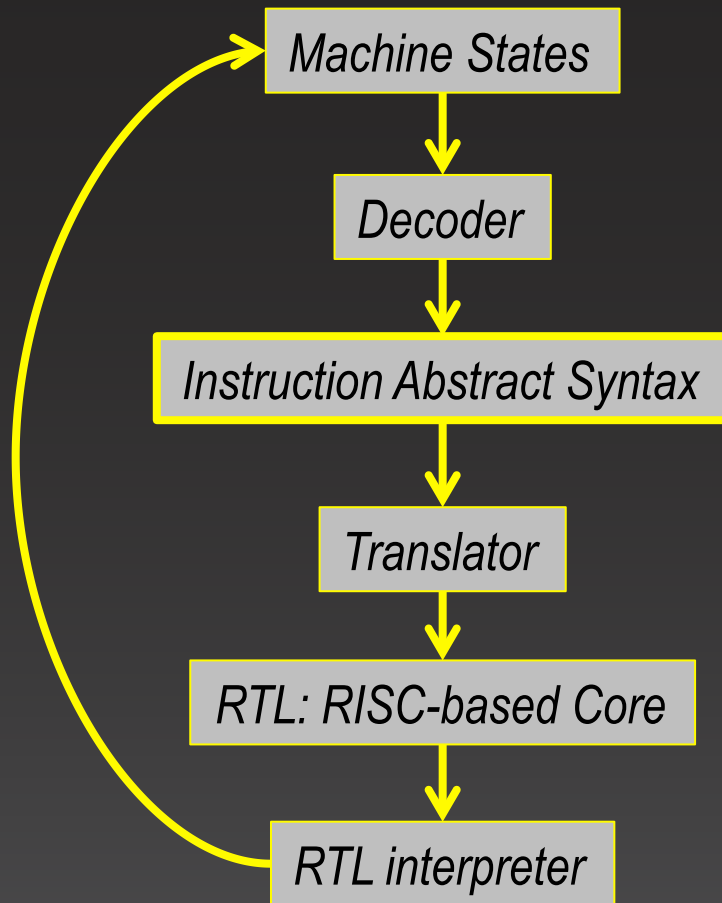 Machine States
Decoder
Instruction Abstract Syntax
Translator
RTL: RISC-based Core
RTL interpreter